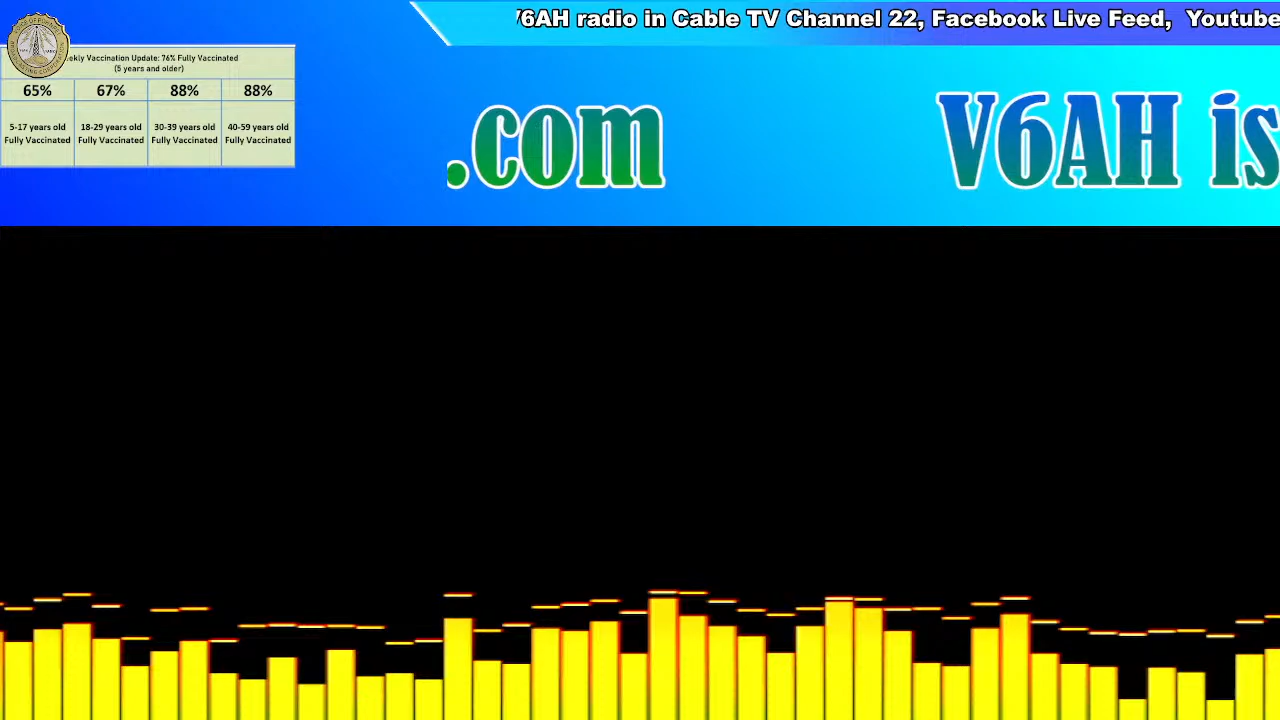 V6AH radio in Cable TV Channel 22, Facebook Live Feed, Youtube
ekly Vaccination Update: 76% Fully Vaccinated
(5 years and older)
65% 67% 88% 88%
5-17 years old 18-29 years old 30-39 years old 40-59 years old
Fully Vaccinated Fully Vaccinated Fully Vaccinated Fully Vaccinated
.com V6AH is